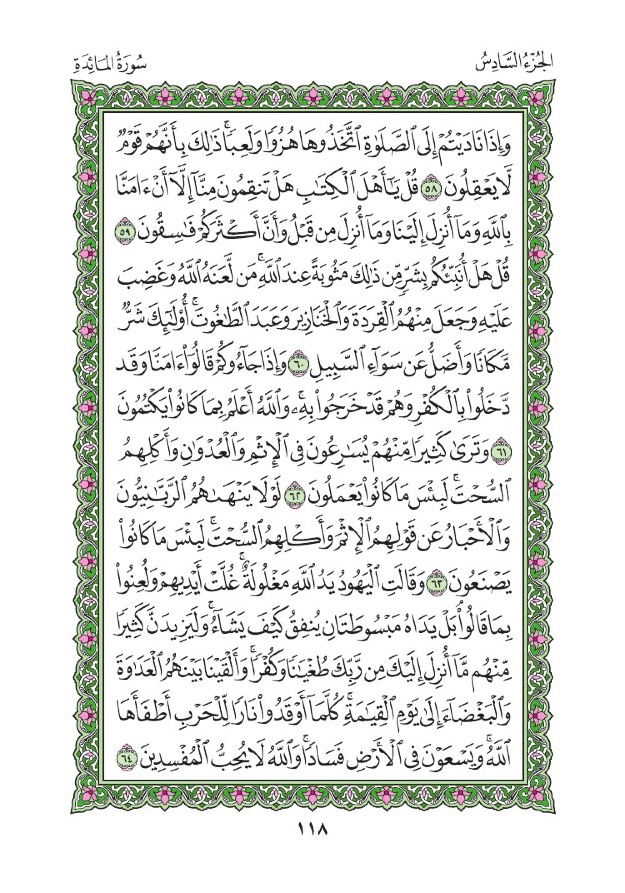 الجُزْءُ السَّادِسُ
سُورَةُ المَائِدَةِ
وَإِذَا نَادَيْتُمْ إِلَى ٱلصَّلَوٰةِ ٱتَّخَذُوهَا هُزُوًا وَلَعِبًا ۚ ذَٰلِكَ بِأَنَّهُمْ قَوْمٌ
لَّا يَعْقِلُونَ ٥٨ قُلْ يَـٰٓأَهْلَ ٱلْكِتَـٰبِ هَلْ تَنقِمُونَ مِنَّآ إِلَّآ أَنْ ءَامَنَّا
بِٱللَّهِ وَمَآ أُنزِلَ إِلَيْنَا وَمَآ أُنزِلَ مِن قَبْلُ وَأَنَّ أَكْثَرَكُمْ فَـٰسِقُونَ ٥٩
قُلْ هَلْ أُنَبِّئُكُم بِشَرٍّ مِّن ذَٰلِكَ مَثُوبَةً عِندَ ٱللَّهِ ۚ مَن لَّعَنَهُ ٱللَّهُ وَغَضِبَ
عَلَيْهِ وَجَعَلَ مِنْهُمُ ٱلْقِرَدَةَ وَٱلْخَنَازِيرَ وَعَبَدَ ٱلطَّـٰغُوتَ ۚ أُو۟لَـٰٓئِكَ شَرٌّ
مَّكَانًا وَأَضَلُّ عَن سَوَآءِ ٱلسَّبِيلِ ٦٠ وَإِذَا جَآءُوكُمْ قَالُوٓا۟ ءَامَنَّا وَقَد
دَّخَلُوا۟ بِٱلْكُفْرِ وَهُمْ قَدْ خَرَجُوا۟ بِهِۦ ۚ وَٱللَّهُ أَعْلَمُ بِمَا كَانُوا۟ يَكْتُمُونَ
٦١ وَتَرَىٰ كَثِيرًا مِّنْهُمْ يُسَـٰرِعُونَ فِى ٱلْإِثْمِ وَٱلْعُدْوَٰنِ وَأَكْلِهِمُ
ٱلسُّحْتَ ۚ لَبِئْسَ مَا كَانُوا۟ يَعْمَلُونَ ٦٢ لَوْلَا يَنْهَىٰهُمُ ٱلرَّبَّـٰنِيُّونَ
وَٱلْأَحْبَارُ عَن قَوْلِهِمُ ٱلْإِثْمَ وَأَكْلِهِمُ ٱلسُّحْتَ ۚ لَبِئْسَ مَا كَانُوا۟
يَصْنَعُونَ ٦٣ وَقَالَتِ ٱلْيَهُودُ يَدُ ٱللَّهِ مَغْلُولَةٌ ۚ غُلَّتْ أَيْدِيهِمْ وَلُعِنُوا۟
بِمَا قَالُوا۟ ۘ بَلْ يَدَاهُ مَبْسُوطَتَانِ يُنفِقُ كَيْفَ يَشَآءُ ۚ وَلَيَزِيدَنَّ كَثِيرًا
مِّنْهُم مَّآ أُنزِلَ إِلَيْكَ مِن رَّبِّكَ طُغْيَـٰنًا وَكُفْرًا ۚ وَأَلْقَيْنَا بَيْنَهُمُ ٱلْعَدَٰوَةَ
وَٱلْبَغْضَآءَ إِلَىٰ يَوْمِ ٱلْقِيَـٰمَةِ ۚ كُلَّمَآ أَوْقَدُوا۟ نَارًا لِّلْحَرْبِ أَطْفَأَهَا
ٱللَّهُ ۚ وَيَسْعَوْنَ فِى ٱلْأَرْضِ فَسَادًا ۚ وَٱللَّهُ لَا يُحِبُّ ٱلْمُفْسِدِينَ ٦٤
١١٨